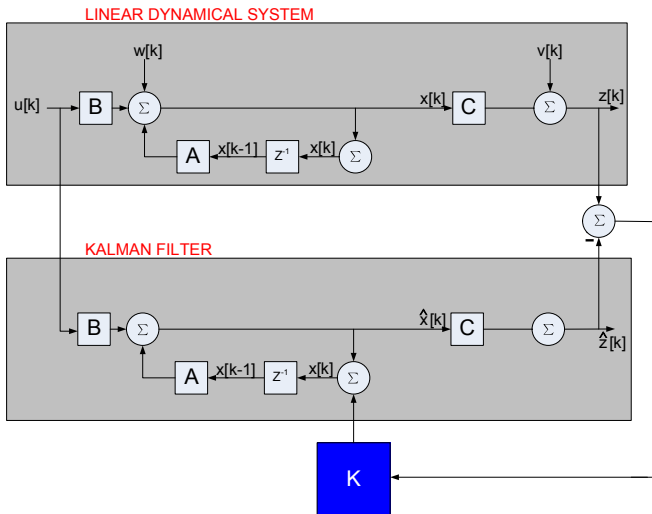 LINEAR DYNAMICAL SYSTEM
w[k] v[k]
u[k] B Σ x[k] C Σ z[k]
A x[k-1] Z⁻¹ x[k] Σ
Σ
-
KALMAN FILTER
B Σ x̂[k] C Σ ẑ[k]
A x[k-1] Z⁻¹ x[k] Σ
K